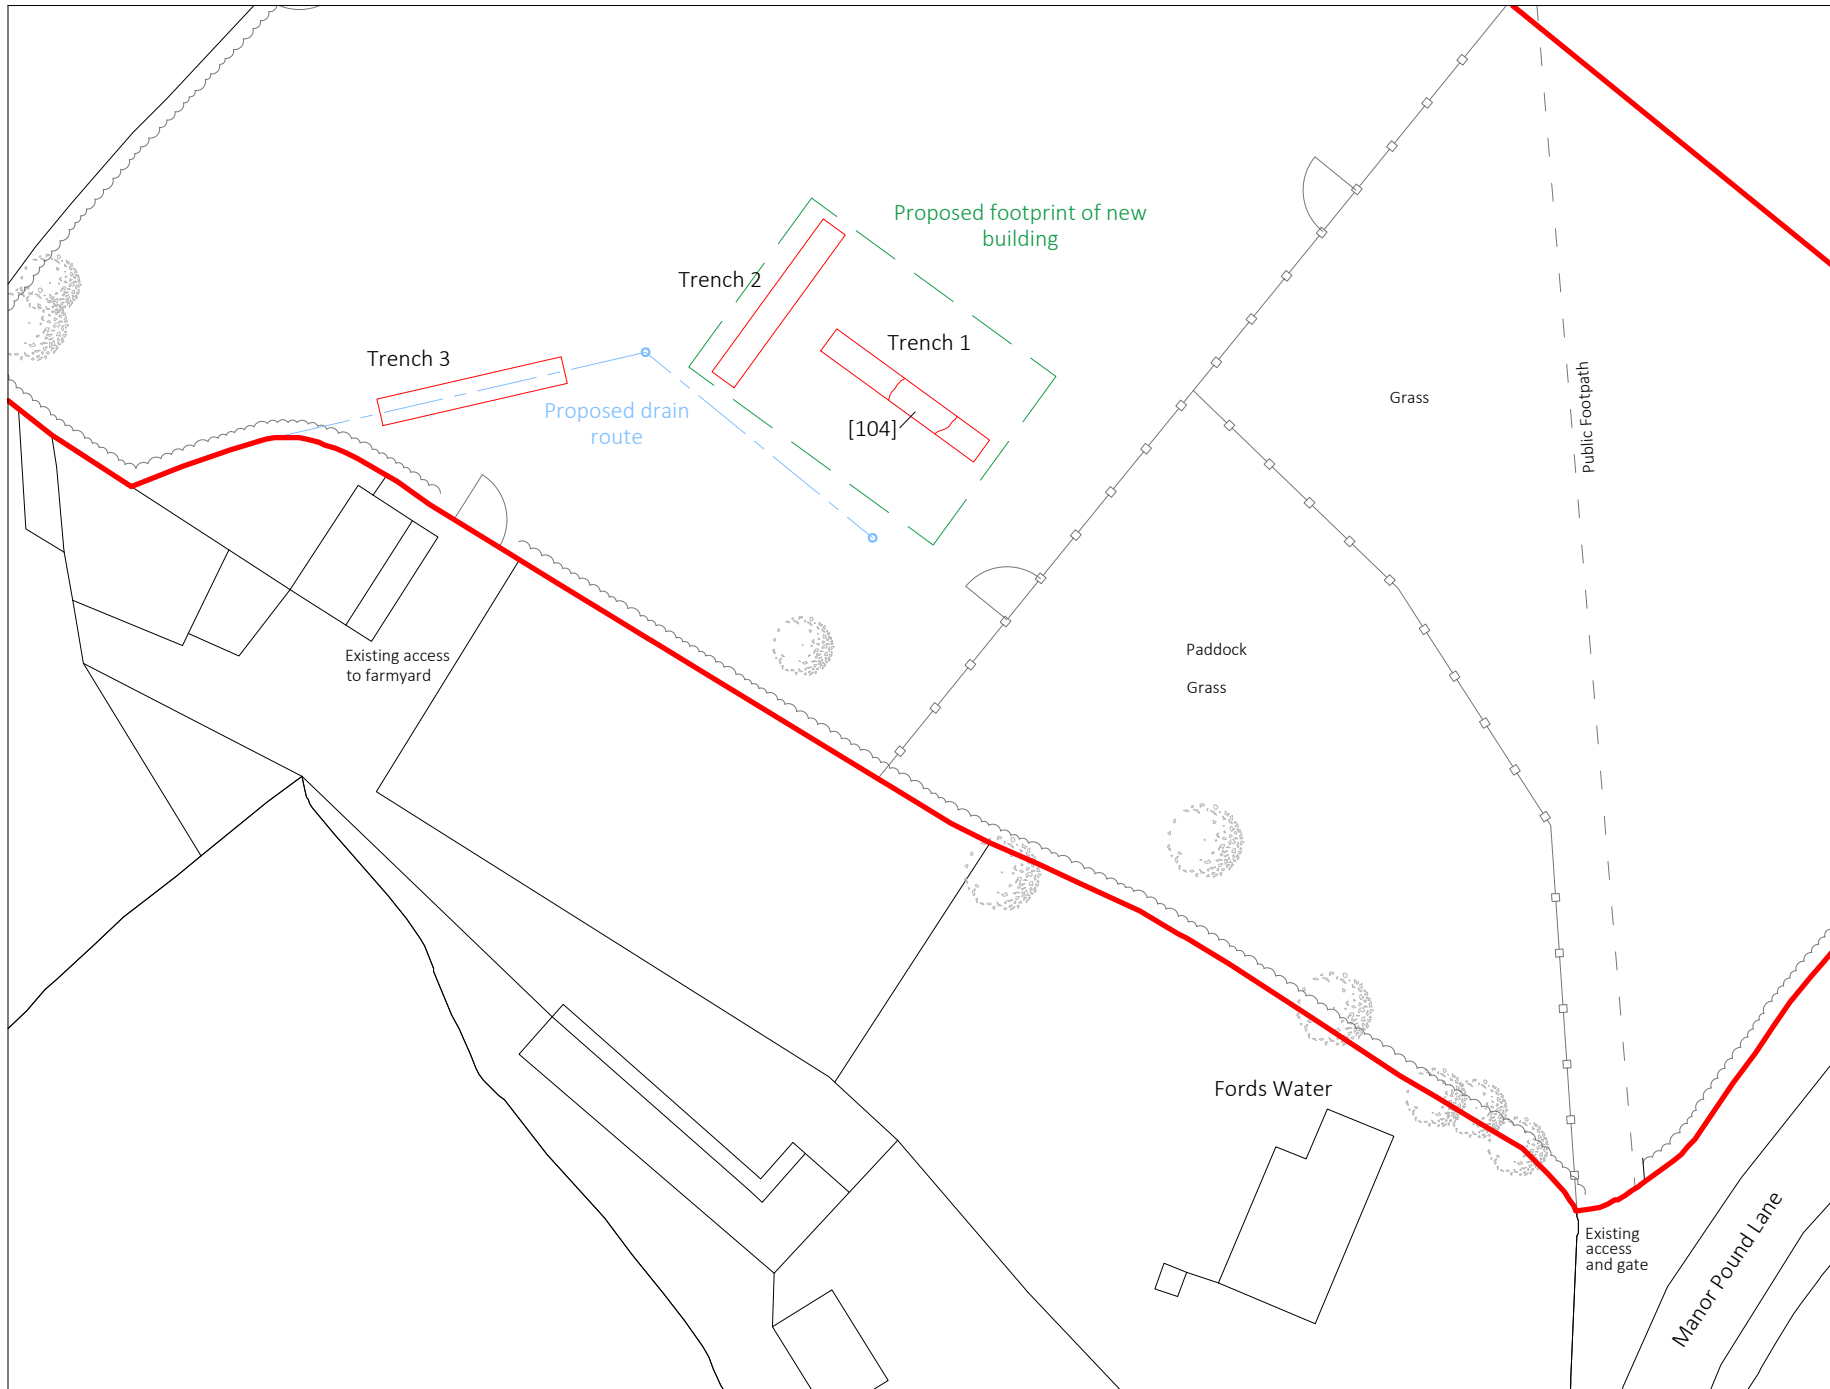 Proposed footprint of new
building
Trench 2
Trench 1
Trench 3
Proposed drain
route
[104]
Grass
Public Footpath
Existing access
to farmyard
Paddock
Grass
Fords Water
Existing
access
and gate
Manor Pound Lane